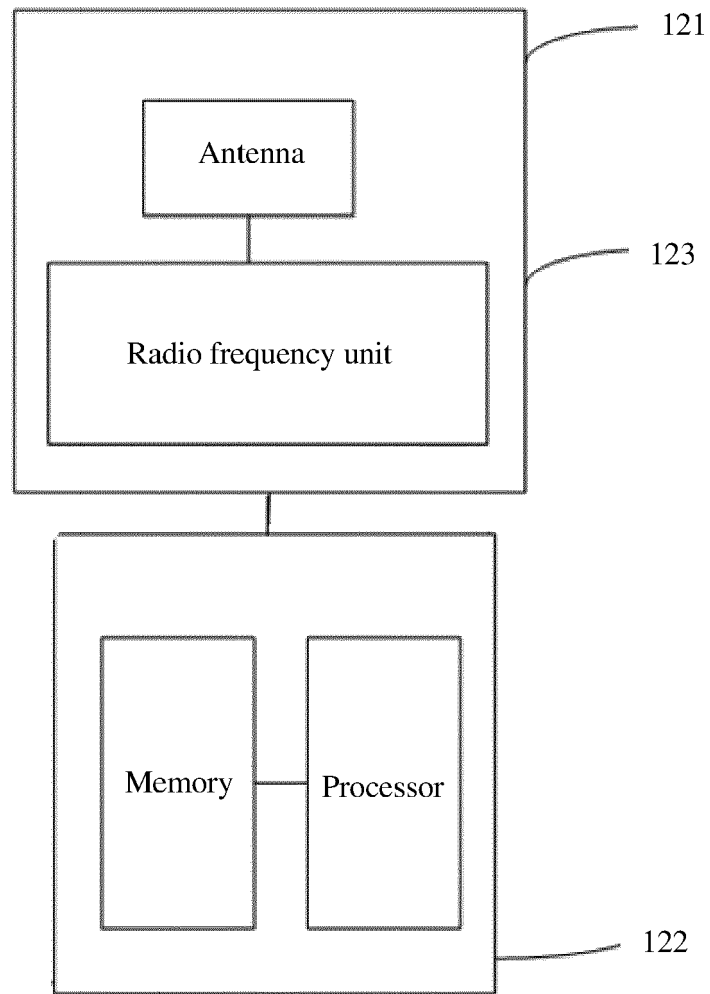 121
Antenna
123
Radio frequency unit
Memory
Processor
122